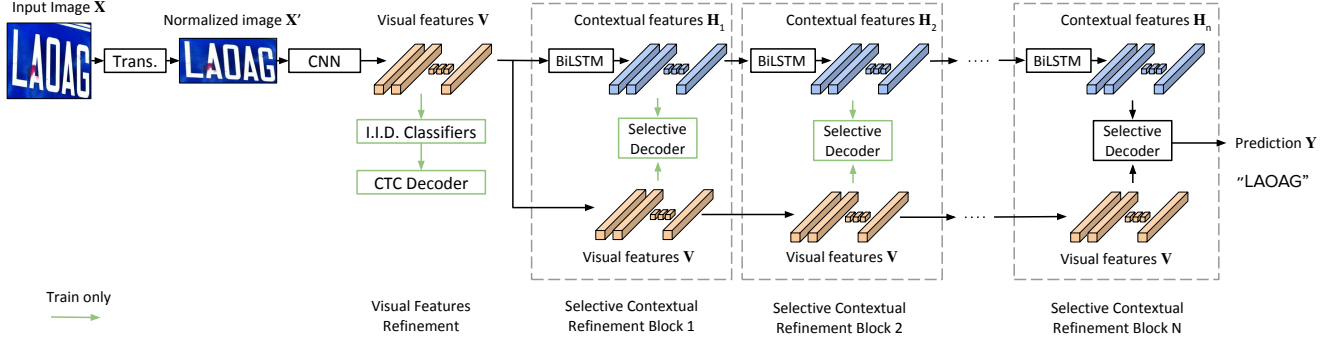 Input Image X
Normalized image X'
Visual features V
Contextual features H1
Contextual features H2
Contextual features Hn
LAOAG
Trans.
LAOAG
CNN
BiLSTM
BiLSTM
....
BiLSTM
I.I.D. Classifiers
CTC Decoder
Selective
Decoder
Selective
Decoder
Selective
Decoder
Prediction Y
"LAOAG"
....
Visual features V
Visual features V
Visual features V
Train only
Visual Features
Refinement
Selective Contextual
Refinement Block 1
Selective Contextual
Refinement Block 2
Selective Contextual
Refinement Block N